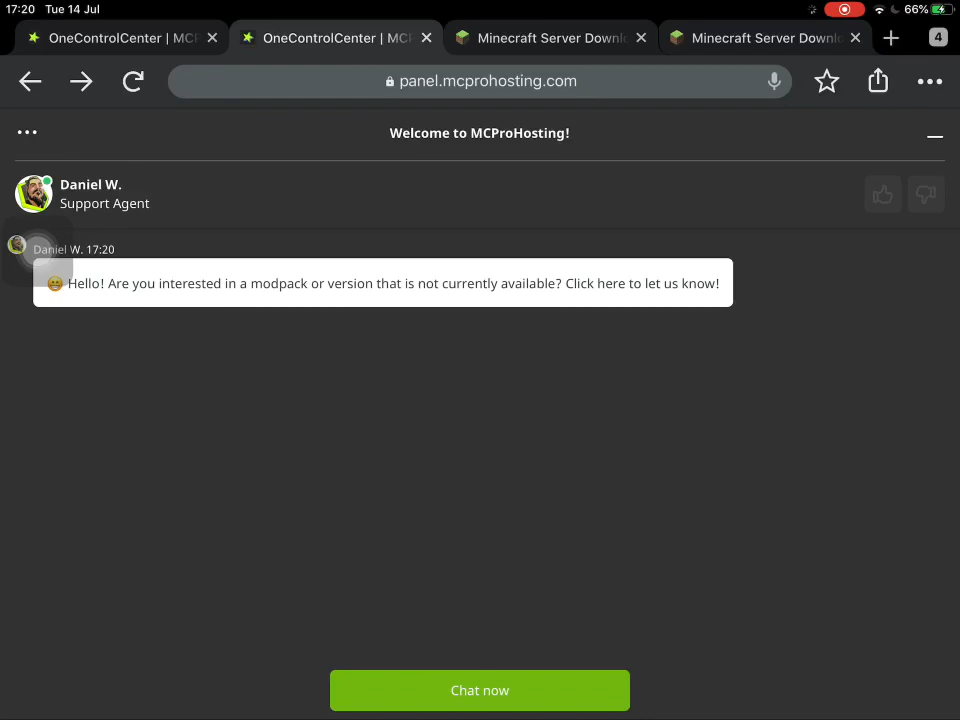 17:20 Tue 14 Jul 66%
OneControlCenter | MCP OneControlCenter | MCP Minecraft Server Downl Minecraft Server Downl 4
panel.mcprohosting.com
Welcome to MCProHosting!
Daniel W.
Support Agent
Daniel W. 17:20
Hello! Are you interested in a modpack or version that is not currently available? Click here to let us know!
Chat now